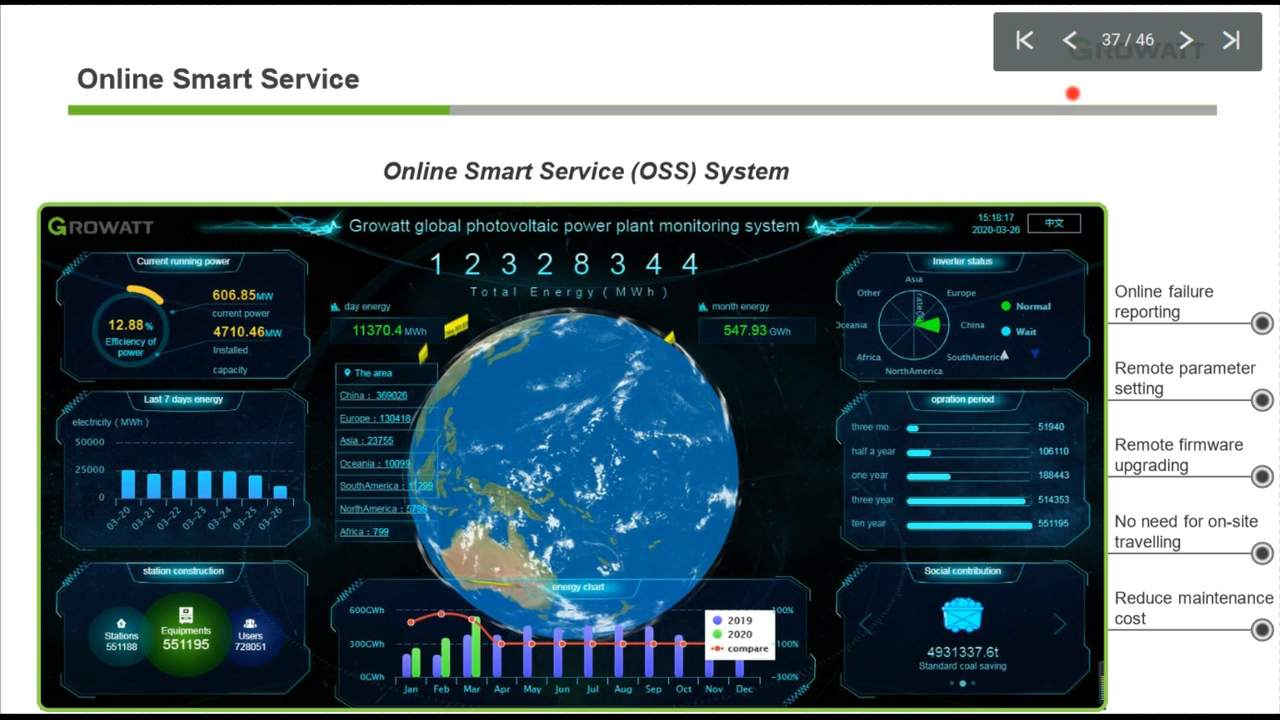 37 / 46
GROWATT
Online Smart Service
Online Smart Service (OSS) System
GROWATT
Growatt global photovoltaic power plant monitoring system
15:18:17
2020-03-26
中文
1 2 3 2 8 3 4 4
Total Energy ( MWh )
day energy
11370.4 MWh
month energy
547.93 GWh
Current running power
12.88%
Efficiency of
power
606.85MW
current power
4710.46MW
Installed
capacity
Last 7 days energy
electricity ( MWh )
50000
25000
0
03-20
03-21
03-22
03-23
03-24
03-25
03-26
station construction
Stations
551188
Equipments
551195
Users
728051
The area
China : 369026
Europe : 130418
Asia : 23755
Oceania : 10099
SouthAmerica : 11299
NorthAmerica : 5799
Africa : 799
energy chart
600GWh
300GWh
0GWh
100%
100%
-300%
2019
2020
compare
Jan Feb Mar Apr May Jun Jul Aug Sep Oct Nov Dec
Inverter status
Asia
Other
Europe
Oceania
China
Africa
SouthAmerica
NorthAmerica
Normal
Wait
opration period
three mo... 51940
half a year 106110
one year 188443
three year 514353
ten year 551195
Social contribution
4931337.6t
Standard coal saving
Online failure
reporting
Remote parameter
setting
Remote firmware
upgrading
No need for on-site
travelling
Reduce maintenance
cost